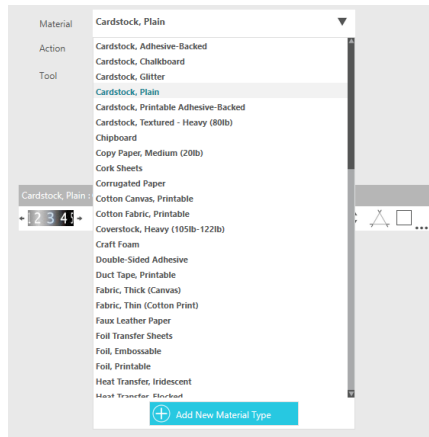 Material Cardstock, Plain
Action
Tool
Cardstock, Adhesive-Backed
Cardstock, Chalkboard
Cardstock, Glitter
Cardstock, Plain
Cardstock, Printable Adhesive-Backed
Cardstock, Textured - Heavy (80lb)
Chipboard
Copy Paper, Medium (20lb)
Cork Sheets
Corrugated Paper
Cotton Canvas, Printable
Cotton Fabric, Printable
Coverstock, Heavy (105lb-122lb)
Craft Foam
Double-Sided Adhesive
Duct Tape, Printable
Fabric, Thick (Canvas)
Fabric, Thin (Cotton Print)
Faux Leather Paper
Foil Transfer Sheets
Foil, Embossable
Foil, Printable
Heat Transfer, Iridescent
Heat Transfer, Flocked
Add New Material Type
Cardstock, Plain :
1 2 3 4 5